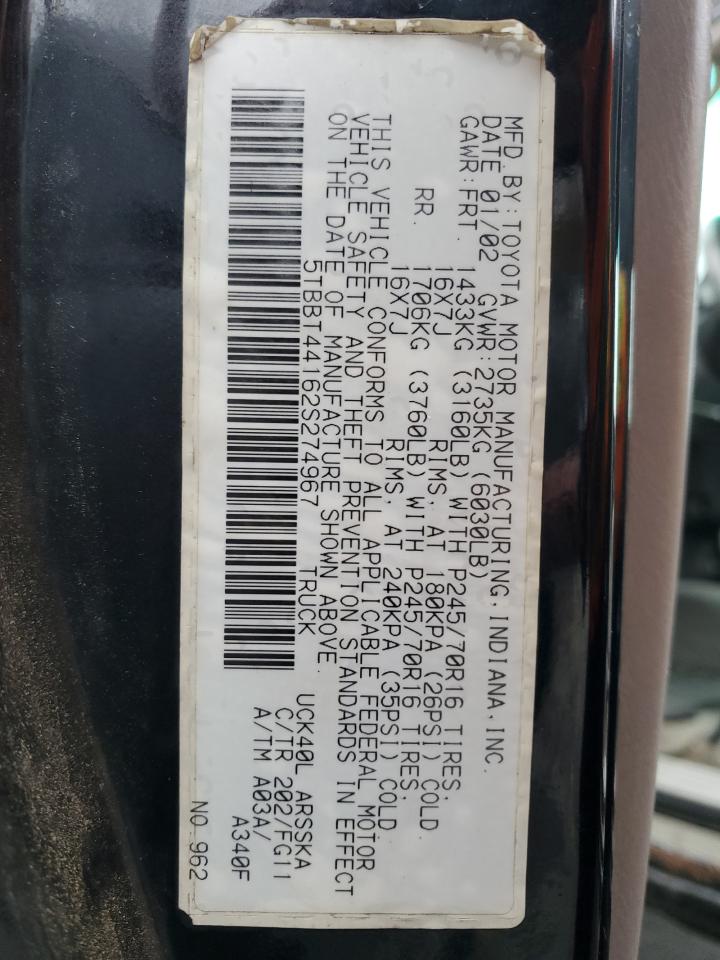 MFD.BY:TOYOTA MOTOR MANUFACTURING,INDIANA,INC.
DATE 01/02 GVWR:2735KG (6030LB)
GAWR:FRT. 1433KG (3160LB) WITH P245/70R16 TIRES,
16X7J RIMS, AT 180KPA (26PSI) COLD.
RR. 1706KG (3760LB) WITH P245/70R16 TIRES,
16X7J RIMS, AT 240KPA (35PSI) COLD.
THIS VEHICLE CONFORMS TO ALL APPLICABLE FEDERAL MOTOR
VEHICLE SAFETY AND THEFT PREVENTION STANDARDS IN EFFECT
ON THE DATE OF MANUFACTURE SHOWN ABOVE.
5TBBT44162S274967 TRUCK
UCK40L ARSSKA
C/TR 202/FG11
A/TM A03A/
A340F
NO 962